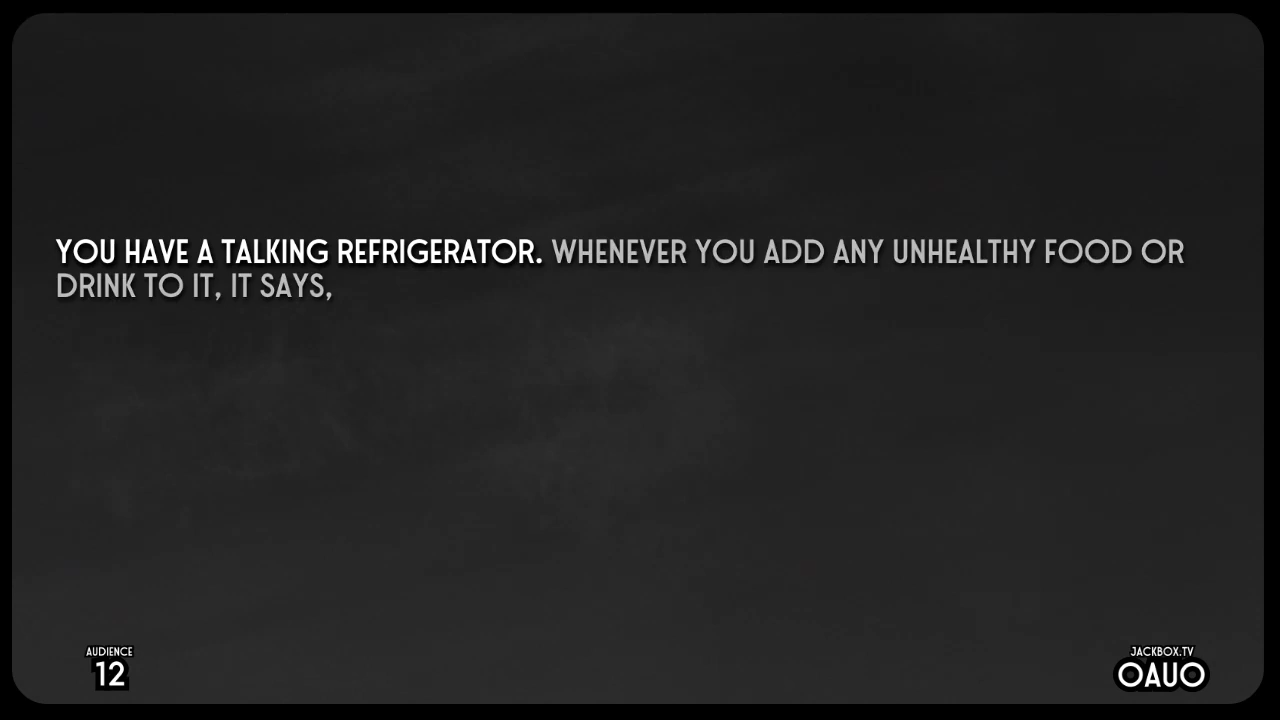 YOU HAVE A TALKING REFRIGERATOR. WHENEVER YOU ADD ANY UNHEALTHY FOOD OR
DRINK TO IT, IT SAYS,
AUDIENCE
12
JACKBOX.TV
OAUO